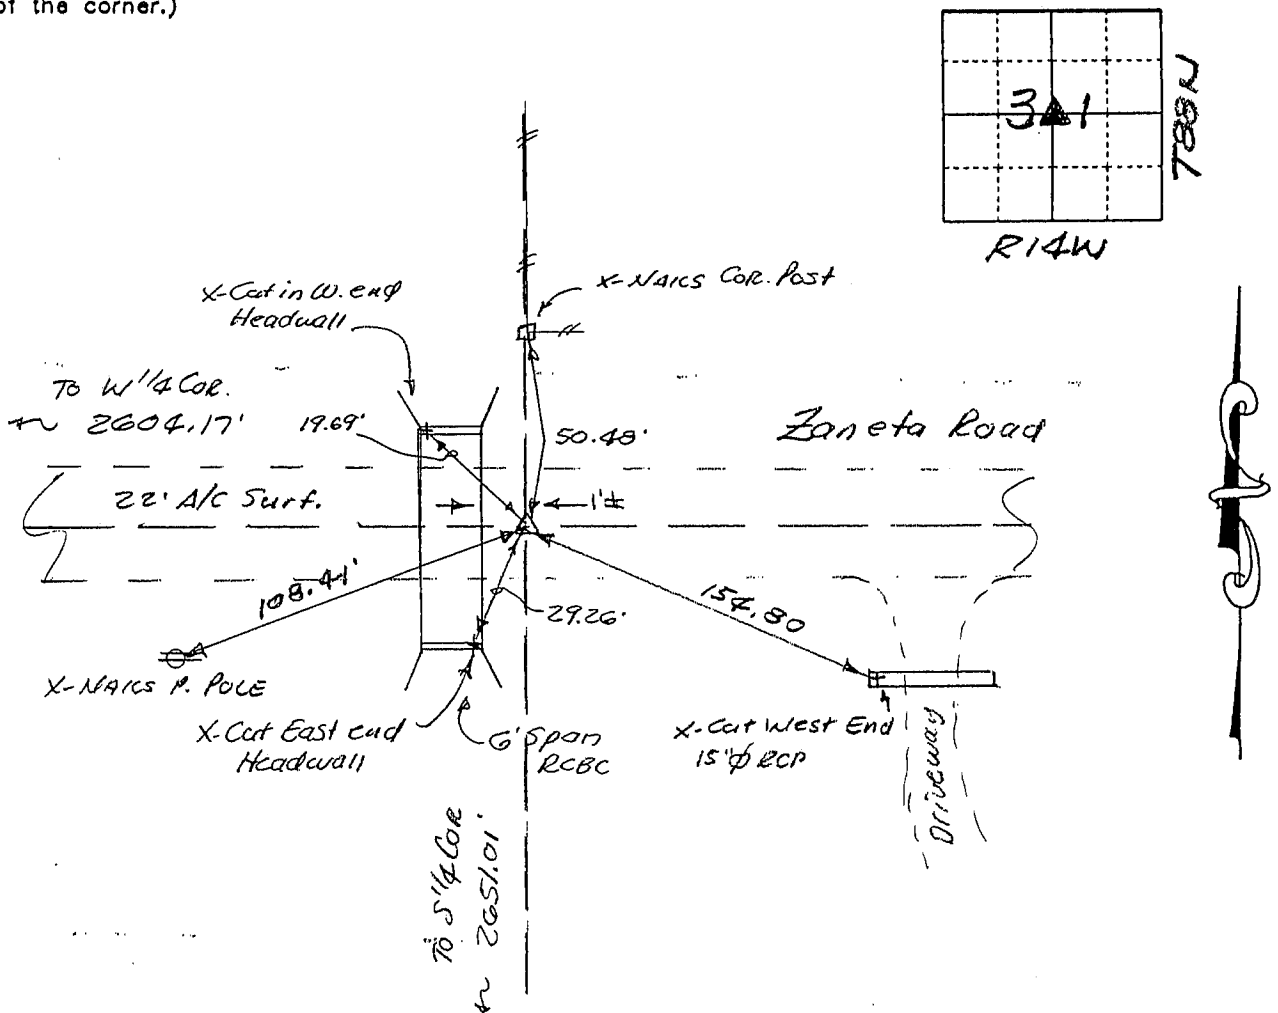 of the corner.)
3 1
T88N
R14W
X-Cut in W. end
Headwall
X-NAILS COR. Post
TO W 1/4 COR.
2604.17'
19.69'
50.48'
Zaneta Road
22' A/C Surf.
1'±
108.41'
29.26'
154.80
X-NAILS P. POLE
X-Cut East end
Headwall
6' Span
RCBC
X-Cut West End
15"φ RCP
Driveway
TO S 1/4 COR
2651.01'